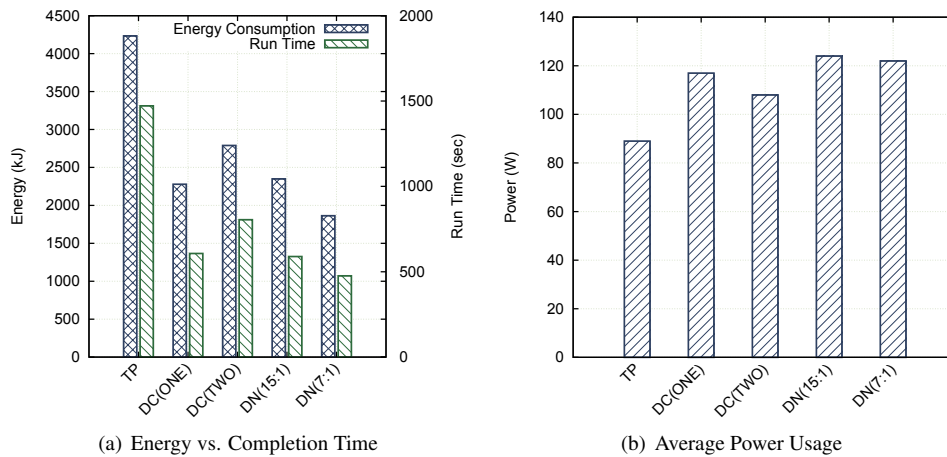 4500
4000
3500
3000
2500
2000
1500
1000
500
0
Energy (kJ)
Energy Consumption
Run Time
2000
1500
1000
500
0
Run Time (sec)
TP
DC(ONE)
DC(TWO)
DN(15:1)
DN(7:1)
(a) Energy vs. Completion Time
140
120
100
80
60
40
20
0
Power (W)
TP
DC(ONE)
DC(TWO)
DN(15:1)
DN(7:1)
(b) Average Power Usage